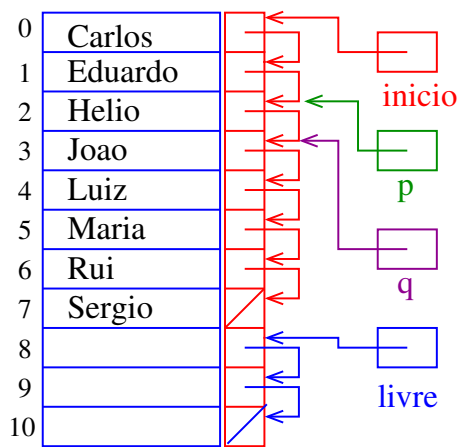 0 Carlos
1 Eduardo
inicio
2 Helio
3 Joao
p
4 Luiz
5 Maria
6 Rui
q
7 Sergio
8
9
livre
10